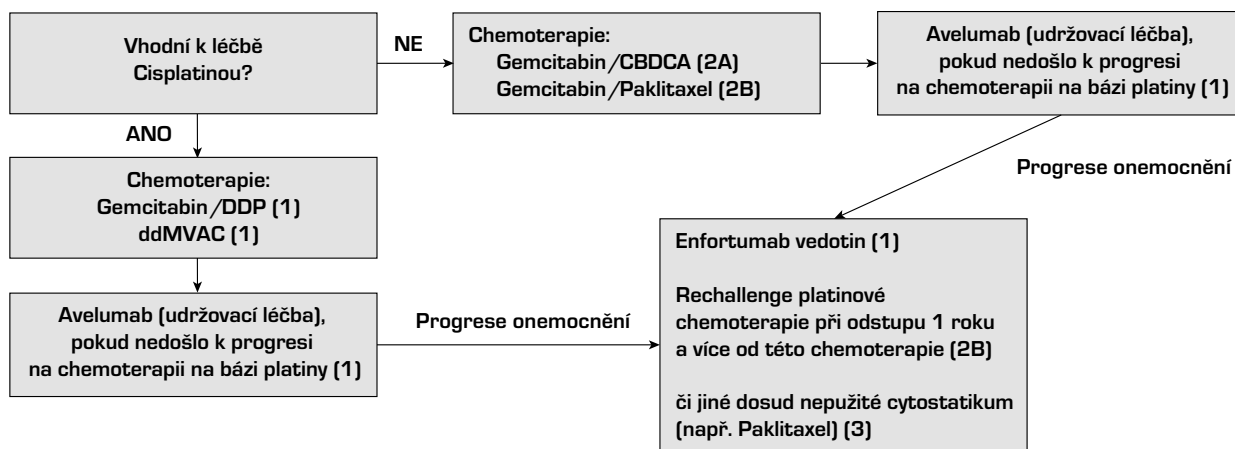 Vhodní k léčbě
Cisplatinou?
NE
Chemoterapie:
Gemcitabin/CBDCA (2A)
Gemcitabin/Paklitaxel (2B)
Avelumab (udržovací léčba),
pokud nedošlo k progresi
na chemoterapii na bázi platiny (1)
ANO
Chemoterapie:
Gemcitabin/DDP (1)
ddMVAC (1)
Progrese onemocnění
Avelumab (udržovací léčba),
pokud nedošlo k progresi
na chemoterapii na bázi platiny (1)
Progrese onemocnění
Enfortumab vedotin (1)
Rechallenge platinové
chemoterapie při odstupu 1 roku
a více od této chemoterapie (2B)
či jiné dosud nepužité cytostatikum
(např. Paklitaxel) (3)